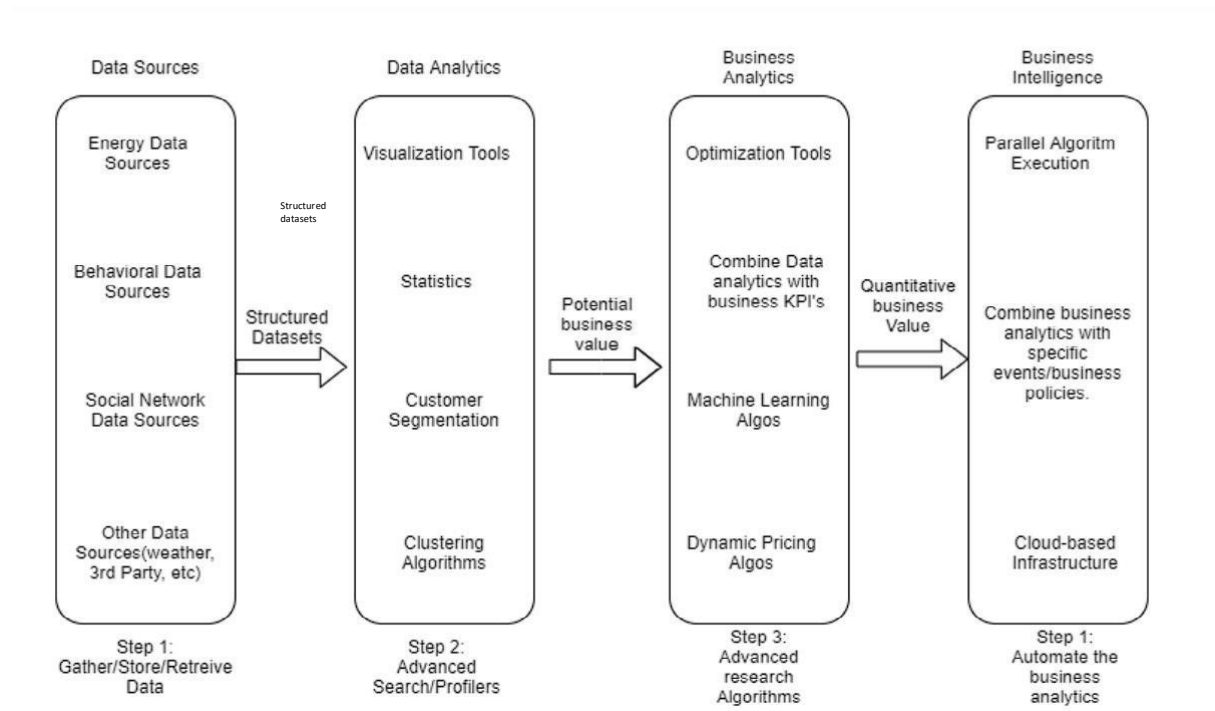 Data Sources
Energy Data
Sources
Behavioral Data
Sources
Social Network
Data Sources
Other Data
Sources(weather,
3rd Party, etc)
Step 1:
Gather/Store/Retreive
Data
Structured
datasets
Structured
Datasets
Data Analytics
Visualization Tools
Statistics
Customer
Segmentation
Clustering
Algorithms
Step 2:
Advanced
Search/Profilers
Potential
business
value
Business
Analytics
Optimization Tools
Combine Data
analytics with
business KPI's
Machine Learning
Algos
Dynamic Pricing
Algos
Step 3:
Advanced
research
Algorithms
Quantitative
business
Value
Business
Intelligence
Parallel Algoritm
Execution
Combine business
analytics with
specific
events/business
policies.
Cloud-based
Infrastructure
Step 1:
Automate the
business
analytics